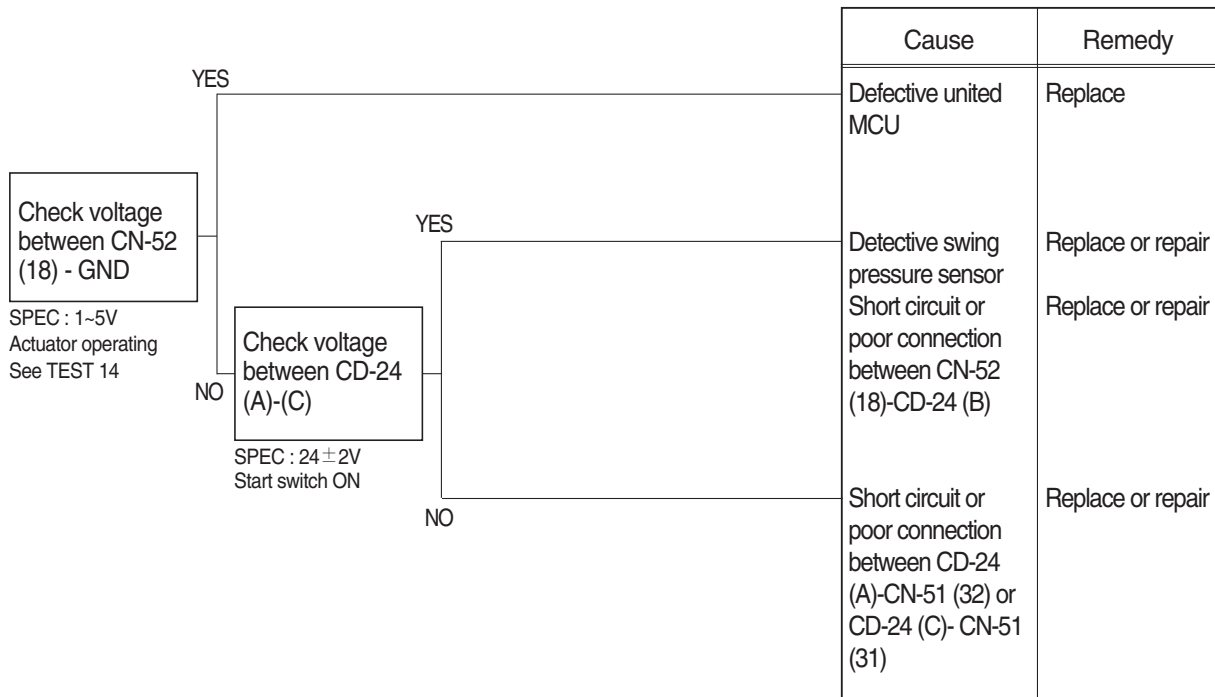 Cause Remedy
YES
Defective united Replace
MCU
Check voltage
between CN-52
(18) - GND
SPEC : 1~5V
Actuator operating
See TEST 14
YES
Detective swing Replace or repair
pressure sensor
Short circuit or Replace or repair
poor connection
between CN-52
(18)-CD-24 (B)
NO
Check voltage
between CD-24
(A)-(C)
SPEC : 24±2V
Start switch ON
NO
Short circuit or Replace or repair
poor connection
between CD-24
(A)-CN-51 (32) or
CD-24 (C)- CN-51
(31)